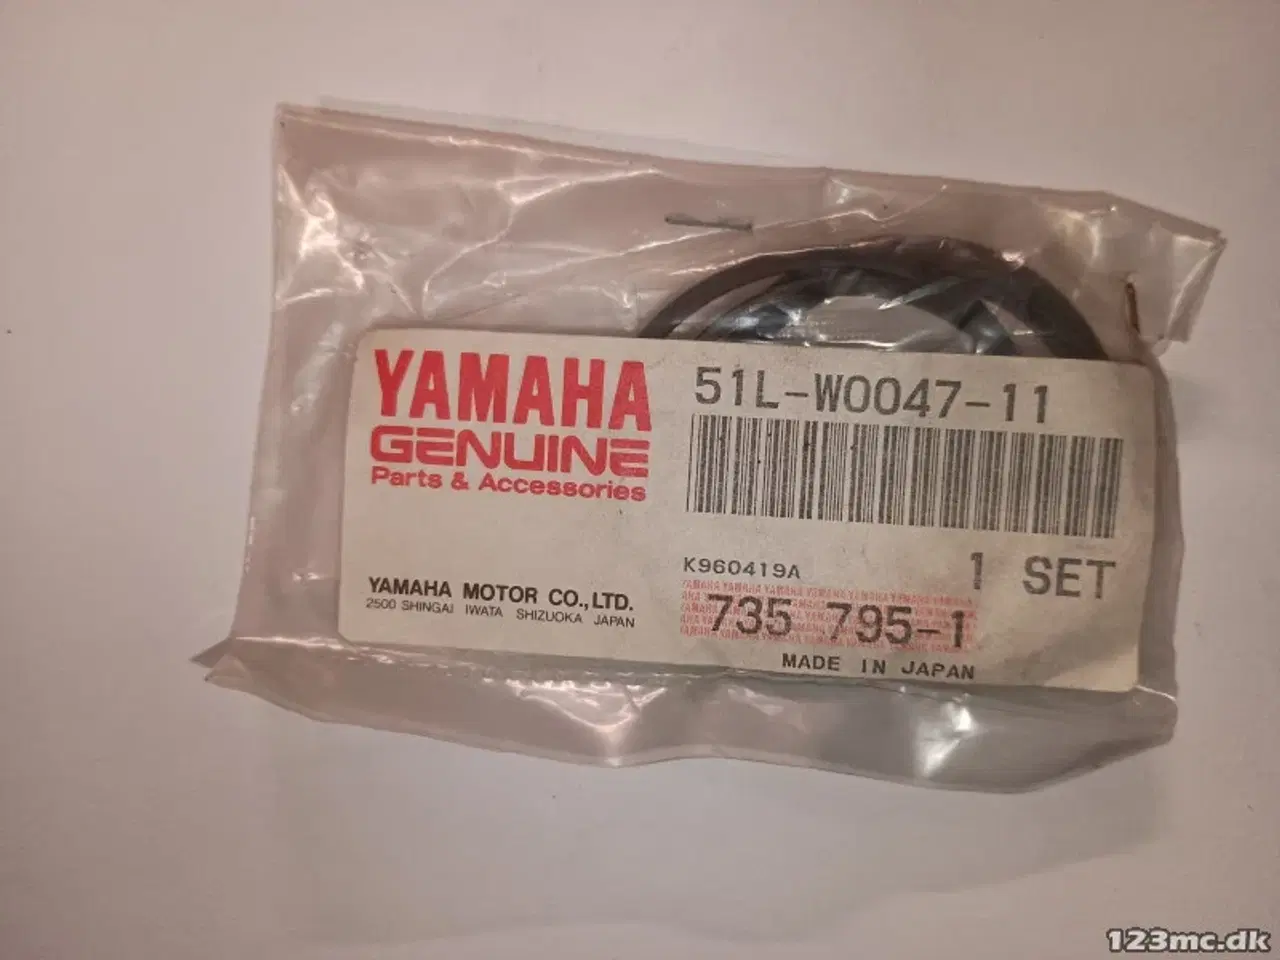 YAMAHA
GENUINE
Parts & Accessories
51L-W0047-11
K960419A
1 SET
YAMAHA MOTOR CO., LTD.
2500 SHINGAI IWATA SHIZUOKA JAPAN
735 795-1
MADE IN JAPAN
123mc.dk